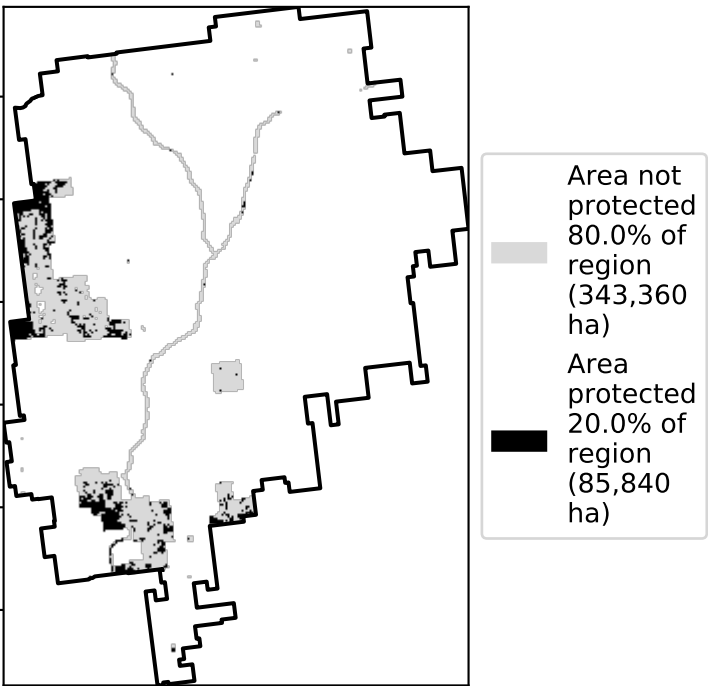 Area not
protected
80.0% of
region
(343,360
ha)
Area
protected
20.0% of
region
(85,840
ha)